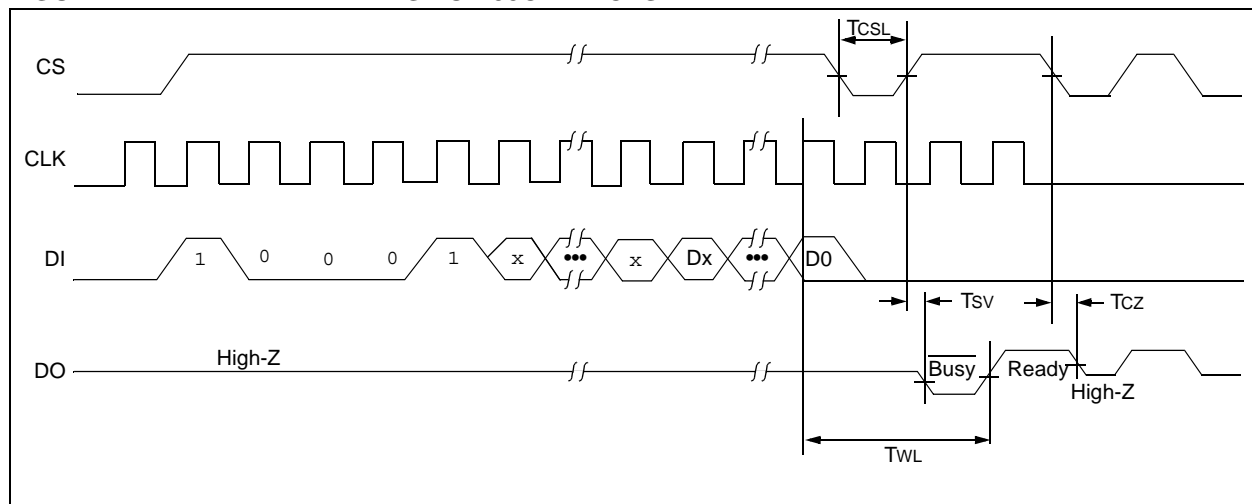 TCSL
CS
CLK
DI
1 0 0 0 1 x ••• x Dx ••• D0
TSV
TCZ
DO
High-Z
Busy
Ready
High-Z
TWL